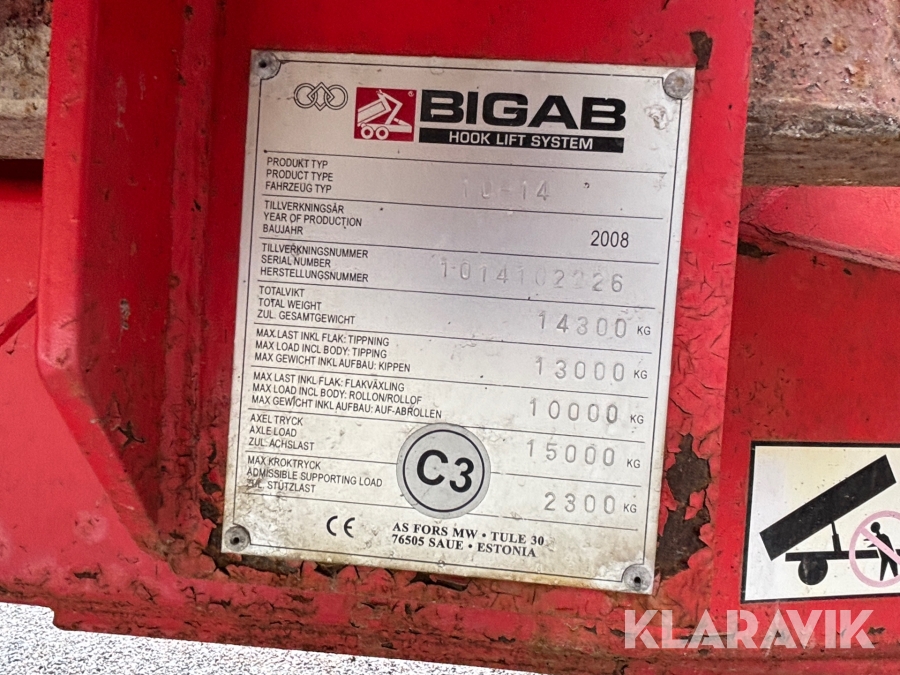 BIGAB
HOOK LIFT SYSTEM
PRODUKT TYP
PRODUCT TYPE
FAHRZEUG TYP
10-14
TILLVERKNINGSÅR
YEAR OF PRODUCTION
BAUJAHR
2008
TILLVERKNINGSNUMMER
SERIAL NUMBER
HERSTELLUNGSNUMMER
1014102226
TOTALVIKT
TOTAL WEIGHT
ZUL. GESAMTGEWICHT
14300 KG
MAX LAST INKL FLAK: TIPPNING
MAX LOAD INCL BODY: TIPPING
MAX GEWICHT INKL AUFBAU: KIPPEN
13000 KG
MAX LAST INKL. FLAK: FLAKVÄXLING
MAX LOAD INCL BODY: ROLLON/ROLLOF
MAX GEWICHT INKL AUFBAU: AUF-ABROLLEN
10000 KG
AXEL TRYCK
AXLE LOAD
ZUL. ACHSLAST
15000 KG
MAX KROKTRYCK
ADMISSIBLE SUPPORTING LOAD
ZUL. STÜTZLAST
2300 KG
C3
CE
AS FORS MW • TULE 30
76505 SAUE • ESTONIA
KLARAVIK